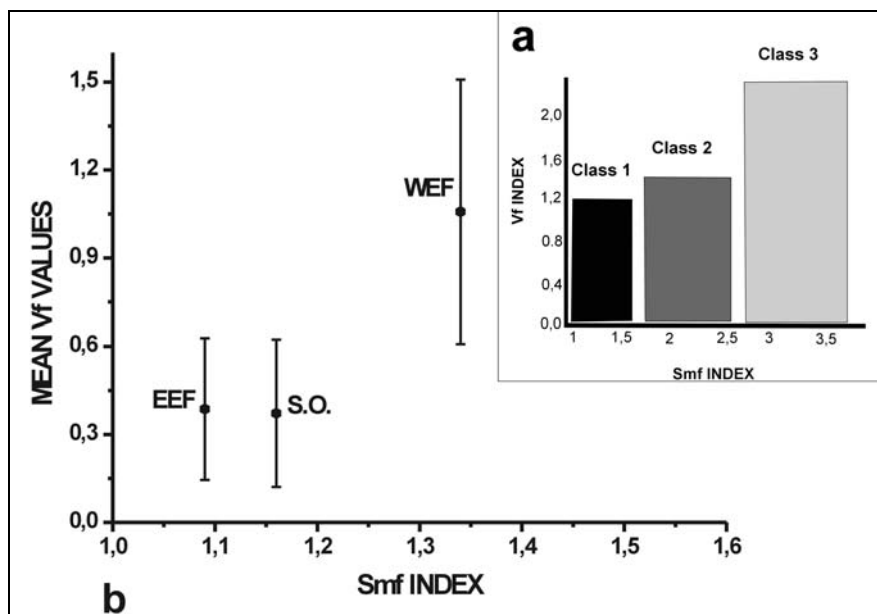 MEAN Vf VALUES
1,5
1,2
0,9
0,6
0,3
0,0
WEF
EEF
S.O.
1,0 1,1 1,2 1,3 1,4 1,5 1,6
Smf INDEX
b
a
Vf INDEX
2,0
1,6
1,2
0,8
0,4
0,0
Class 1
Class 2
Class 3
1 1,5 2 2,5 3 3,5
Smf INDEX